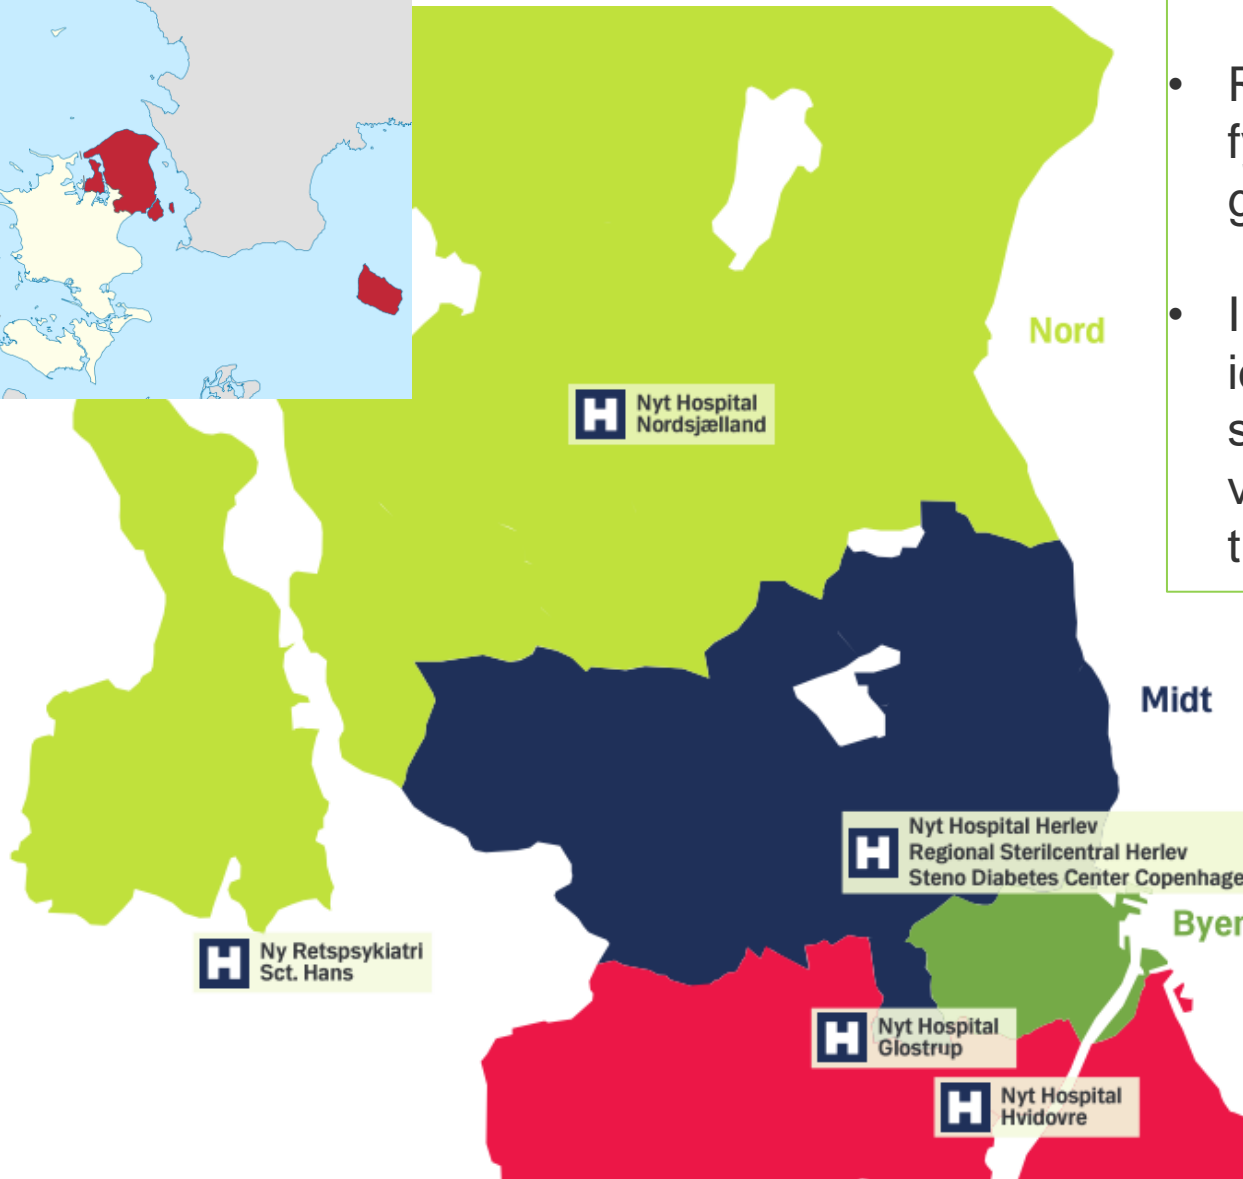 Nord
H Nyt Hospital
Nordsjælland
Midt
H Nyt Hospital Herlev
Regional Sterilcentral Herlev
Steno Diabetes Center Copenhage
Byer
H Ny Retspsykiatri
Sct. Hans
H Nyt Hospital
Glostrup
H Nyt Hospital
Hvidovre